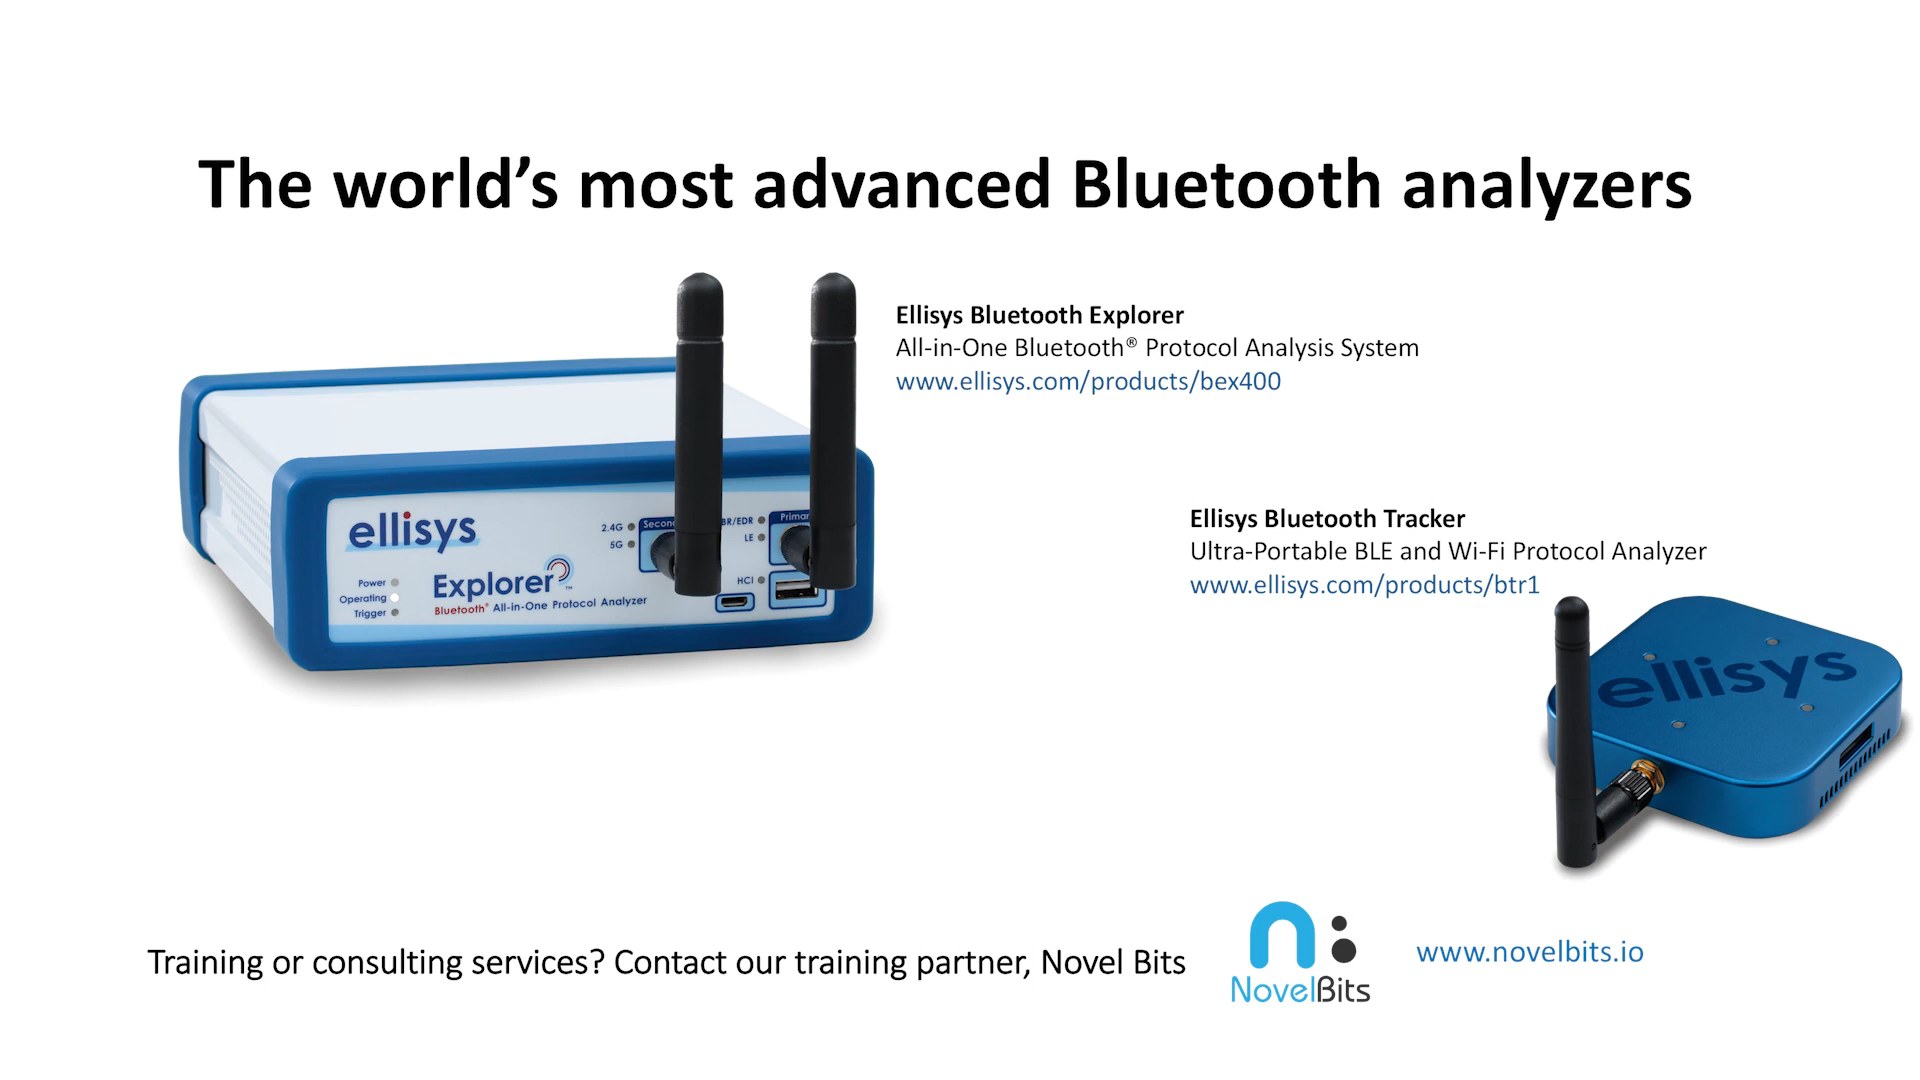 The world’s most advanced Bluetooth analyzers
Ellisys Bluetooth Explorer
All-in-One Bluetooth® Protocol Analysis System
www.ellisys.com/products/bex400
ellisys
Power
Operating
Trigger
Explorer™
Bluetooth® All-in-One Protocol Analyzer
2.4G
5G
BR/EDR
LE
HCI
Ellisys Bluetooth Tracker
Ultra-Portable BLE and Wi-Fi Protocol Analyzer
www.ellisys.com/products/btr1
ellisys
Training or consulting services? Contact our training partner, Novel Bits
NovelBits
www.novelbits.io